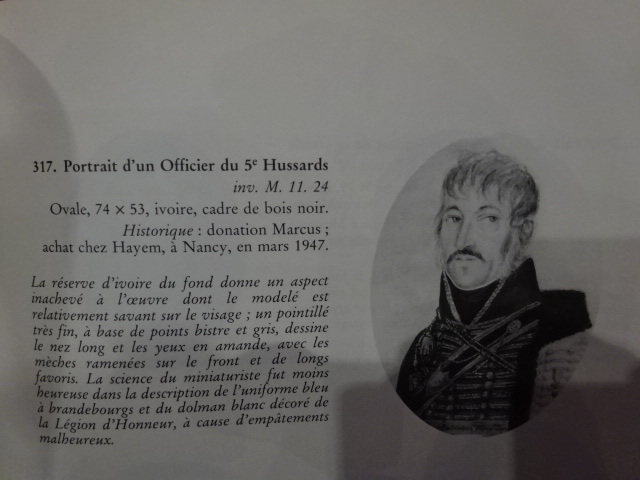 317. Portrait d'un Officier du 5e Hussards
inv. M. 11. 24
Ovale, 74 × 53, ivoire, cadre de bois noir.
Historique : donation Marcus ;
achat chez Hayem, à Nancy, en mars 1947.
La réserve d'ivoire du fond donne un aspect
inachevé à l'œuvre dont le modelé est
relativement savant sur le visage ; un pointillé
très fin, à base de points bistre et gris, dessine
le nez long et les yeux en amande, avec les
mèches ramenées sur le front et de longs
favoris. La science du miniaturiste fut moins
heureuse dans la description de l'uniforme bleu
à brandebourgs et du dolman blanc décoré de
la Légion d'Honneur, à cause d'empâtements
malheureux.